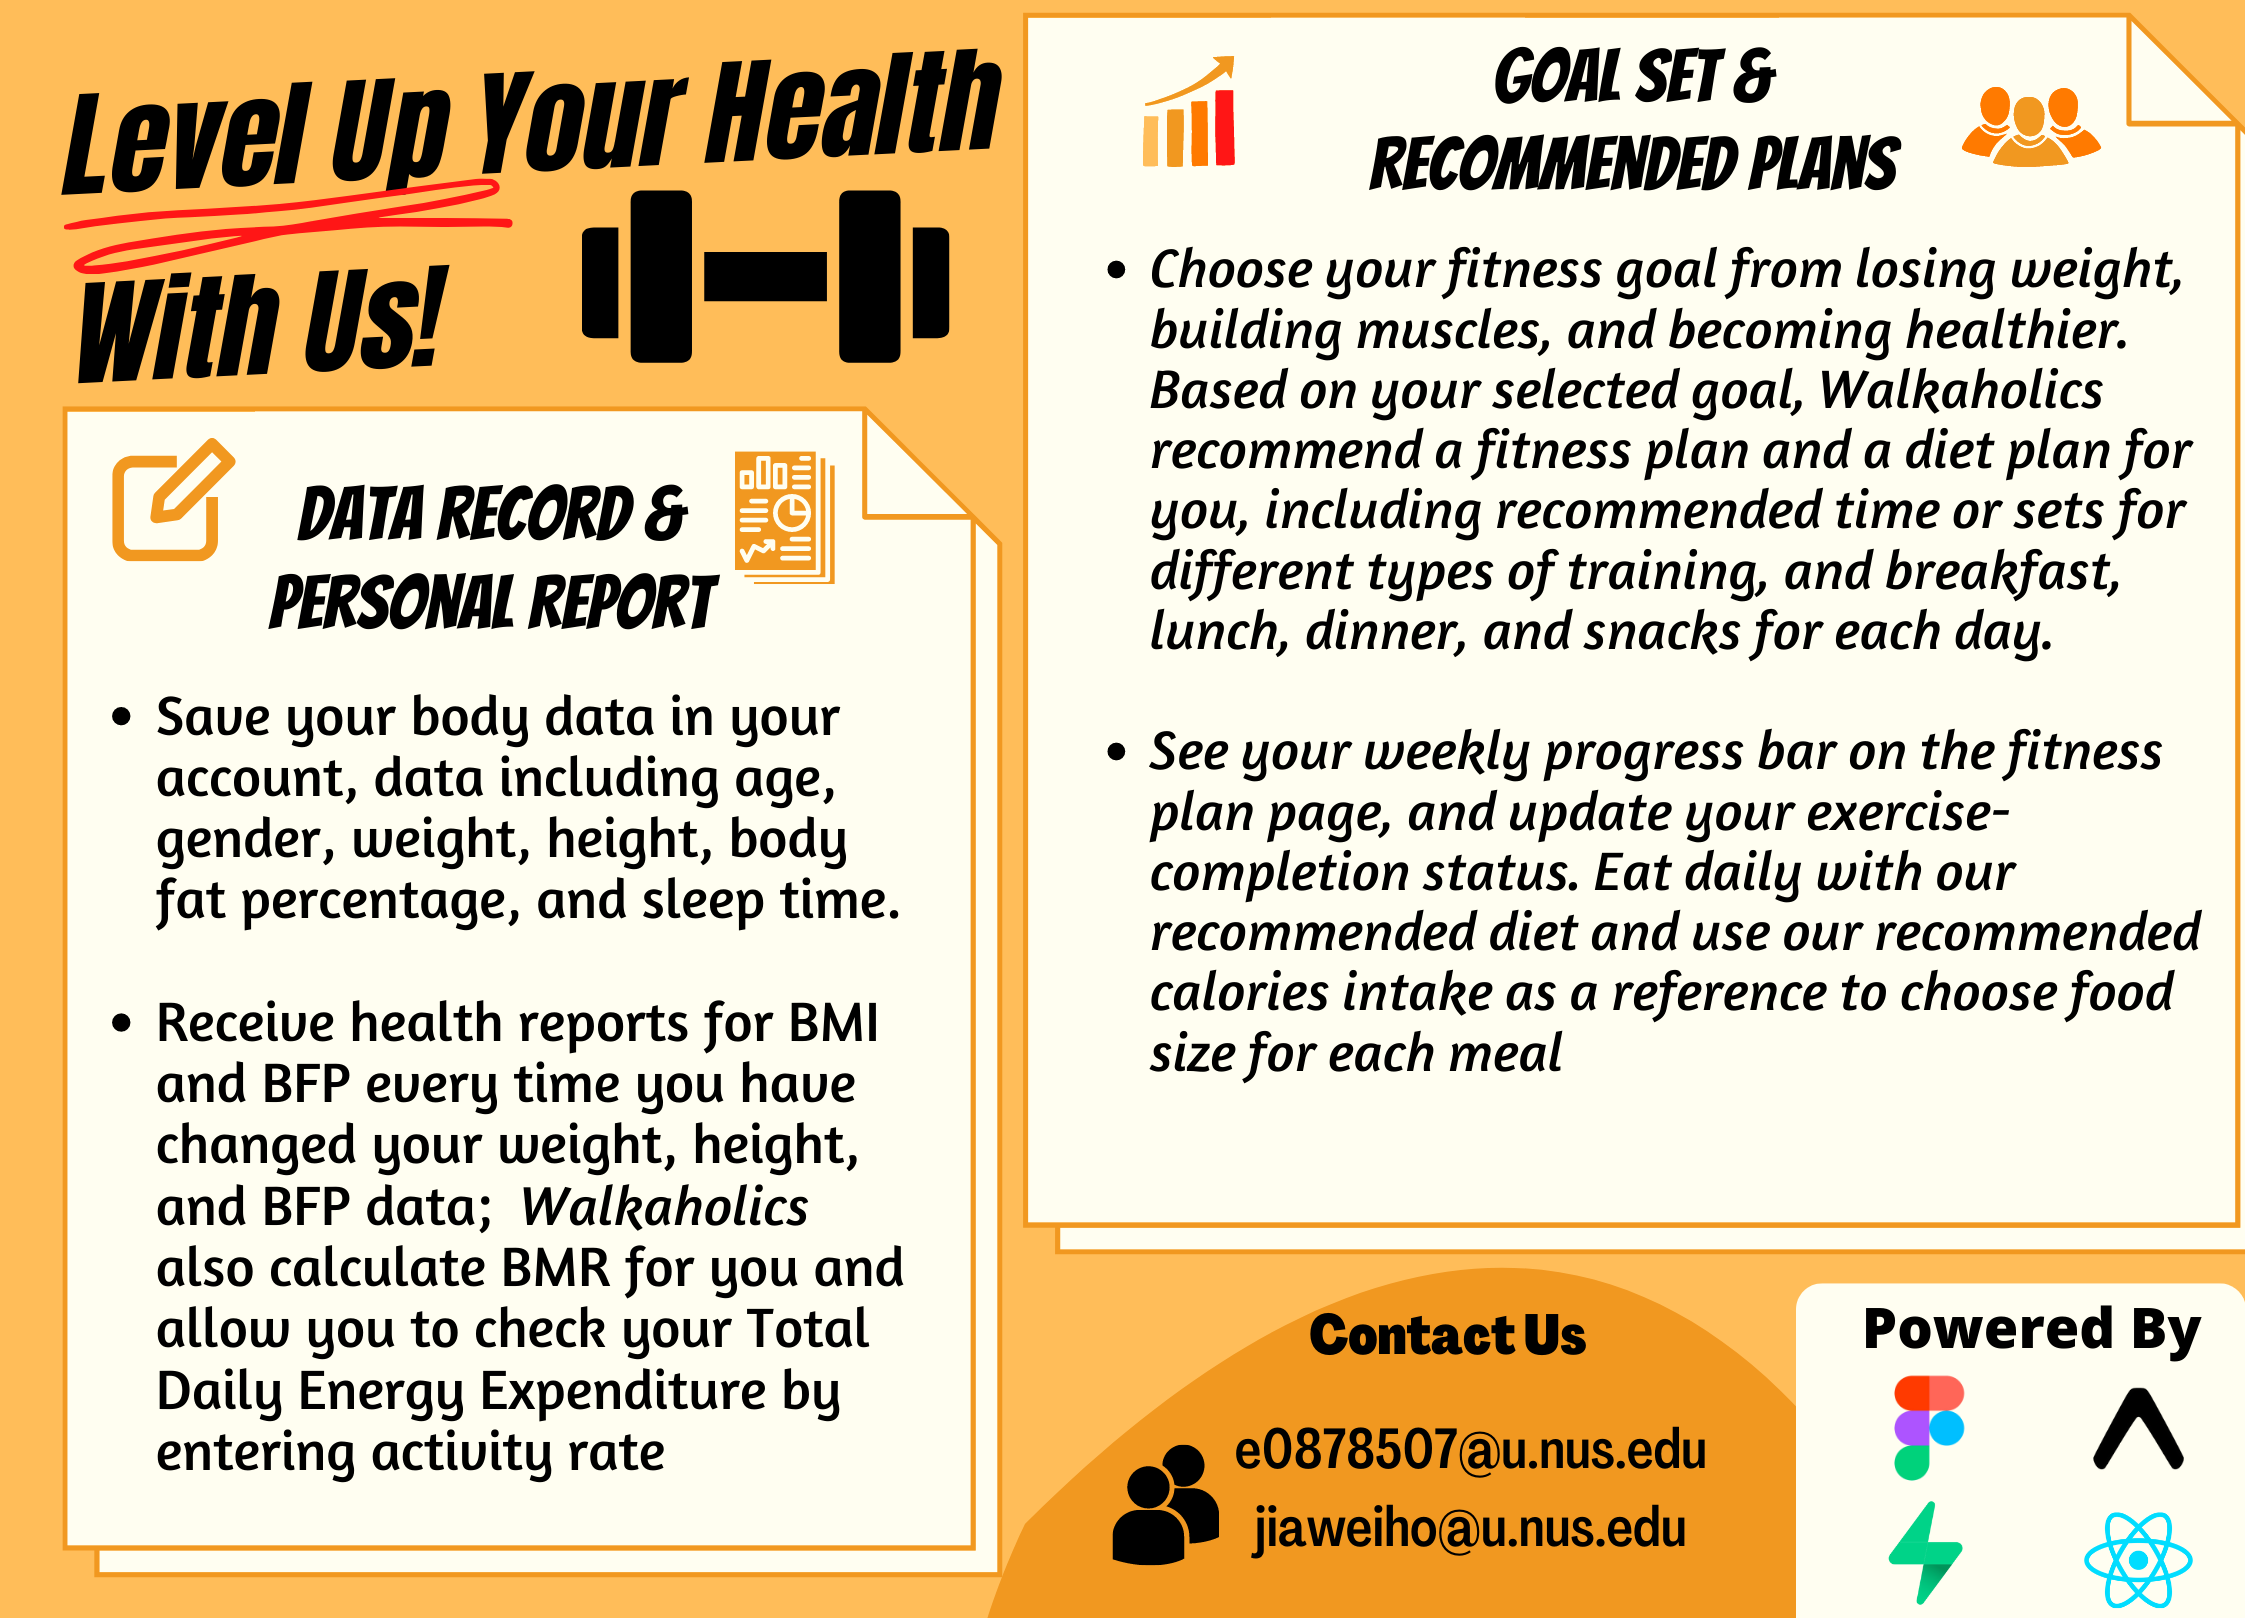 Level Up Your Health
With Us!
DATA RECORD &
PERSONAL REPORT
• Save your body data in your
account, data including age,
gender, weight, height, body
fat percentage, and sleep time.
• Receive health reports for BMI
and BFP every time you have
changed your weight, height,
and BFP data; Walkaholics
also calculate BMR for you and
allow you to check your Total
Daily Energy Expenditure by
entering activity rate
GOAL SET &
RECOMMENDED PLANS
• Choose your fitness goal from losing weight,
building muscles, and becoming healthier.
Based on your selected goal, Walkaholics
recommend a fitness plan and a diet plan for
you, including recommended time or sets for
different types of training, and breakfast,
lunch, dinner, and snacks for each day.
• See your weekly progress bar on the fitness
plan page, and update your exercise-
completion status. Eat daily with our
recommended diet and use our recommended
calories intake as a reference to choose food
size for each meal
Contact Us
e0878507@u.nus.edu
jiaweiho@u.nus.edu
Powered By